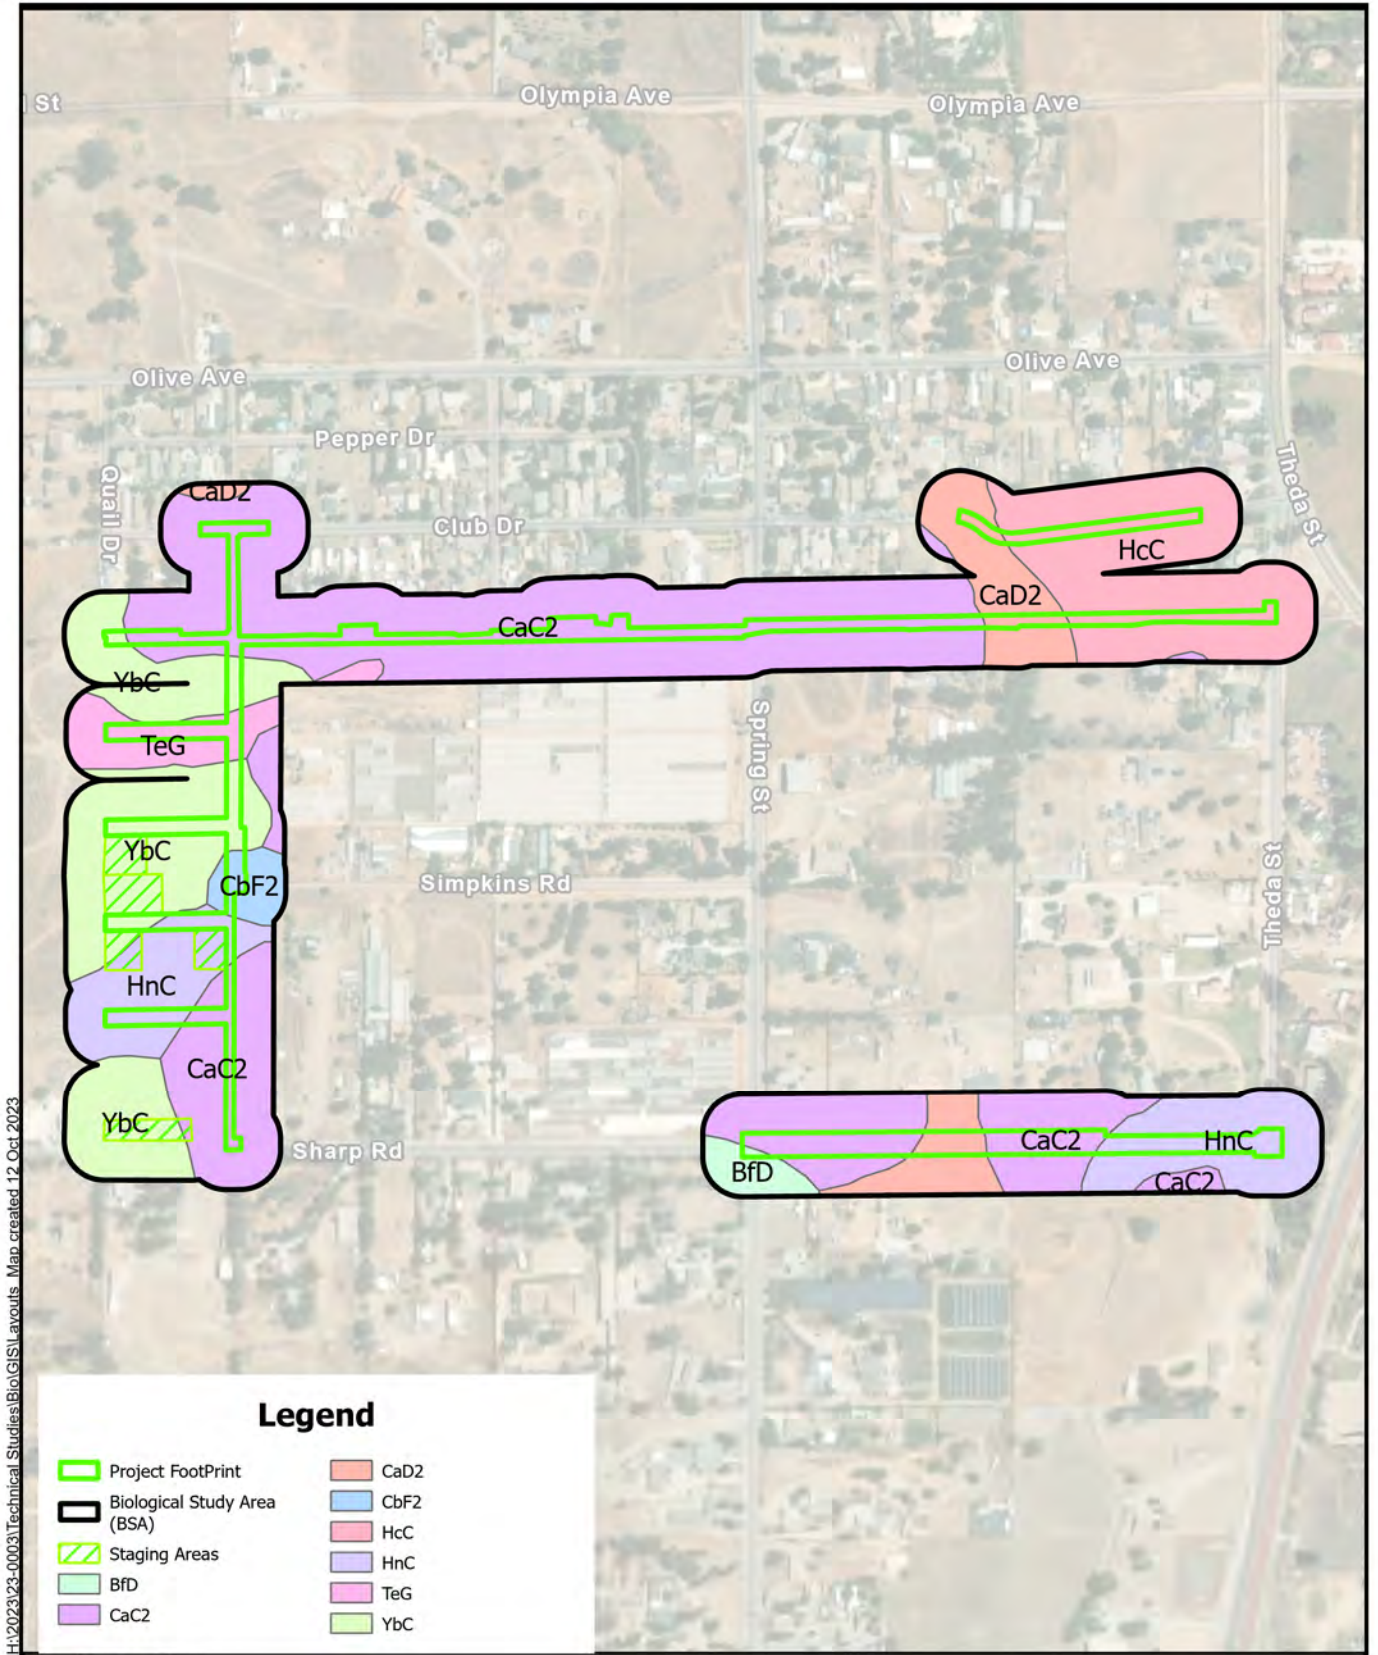 St
Olympia Ave
Olympia Ave
Olive Ave
Olive Ave
Pepper Dr
Quail Dr
Club Dr
Theda St
CaD2
HcC
CaD2
CaC2
YbC
TeG
Spring St
YbC
CbF2
Simpkins Rd
Theda St
HnC
CaC2
YbC
Sharp Rd
CaC2
HnC
BfD
CaC2
H:\2023\23-0003\Technical Studies\Bio\GIS\Layouts Map created 12 Oct 2023
Legend
Project FootPrint
Biological Study Area
(BSA)
Staging Areas
BfD
CaC2
CaD2
CbF2
HcC
HnC
TeG
YbC